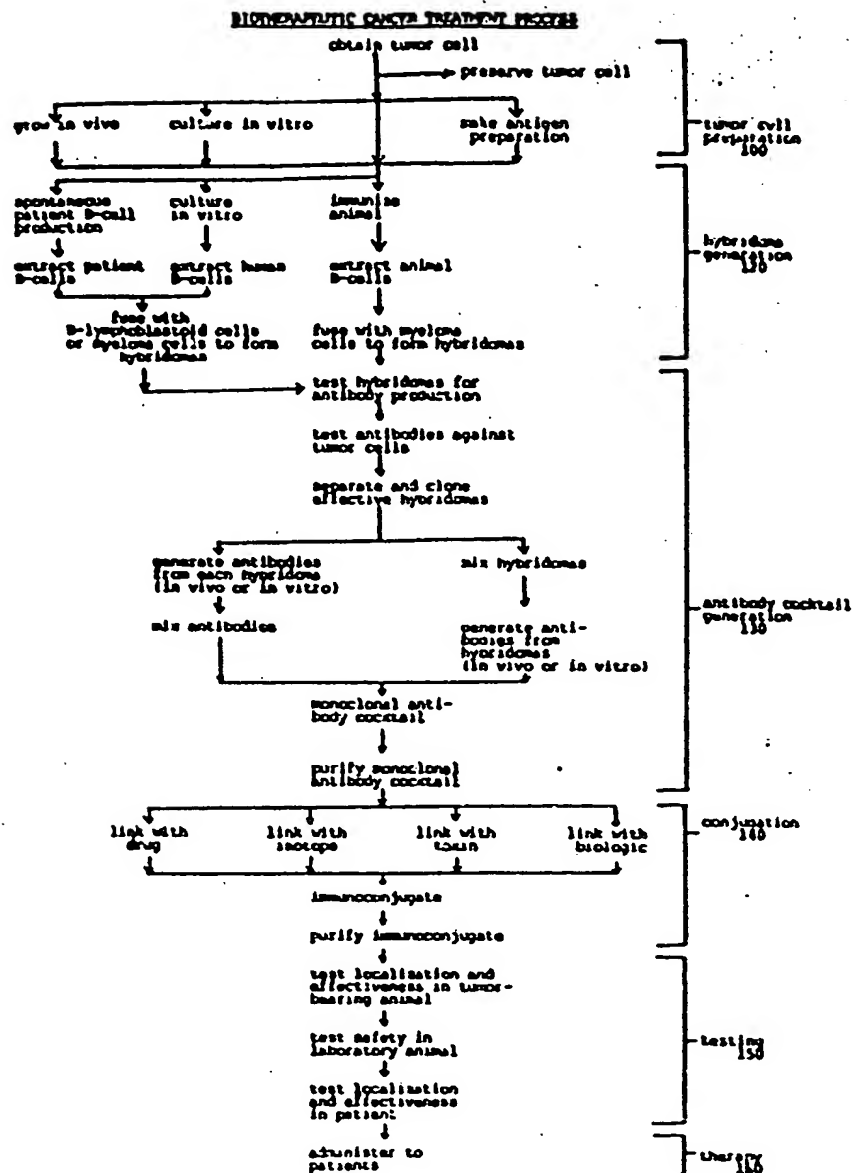 BIOTHERAPEUTIC CANCER TREATMENT PROCESS
obtain tumor cell
preserve tumor cell
grow in vivo
culture in vitro
make antigen
preparation
tumor cell
preparation
100
spontaneous
patient B-cell
production
culture
in vitro
immunize
animal
extract patient
B-cells
extract human
B-cells
extract animal
B-cells
hybridoma
generation
120
fuse with
B-lymphoblastoid cells
or myeloma cells to form
hybridomas
fuse with myeloma
cells to form hybridomas
test hybridomas for
antibody production
test antibodies against
tumor cells
separate and clone
effective hybridomas
generate antibodies
from each hybridoma
(in vivo or in vitro)
mix hybridomas
mix antibodies
generate anti-
bodies from
hybridomas
(in vivo or in vitro)
antibody cocktail
generation
130
monoclonal anti-
body cocktail
purify monoclonal
antibody cocktail
link with
drug
link with
isotope
link with
toxin
link with
biologic
conjugation
140
immunoconjugate
purify immunoconjugate
test localization and
effectiveness in tumor-
bearing animal
test safety in
laboratory animal
test localization
and effectiveness
in patient
testing
150
administer to
patients
therapy
160